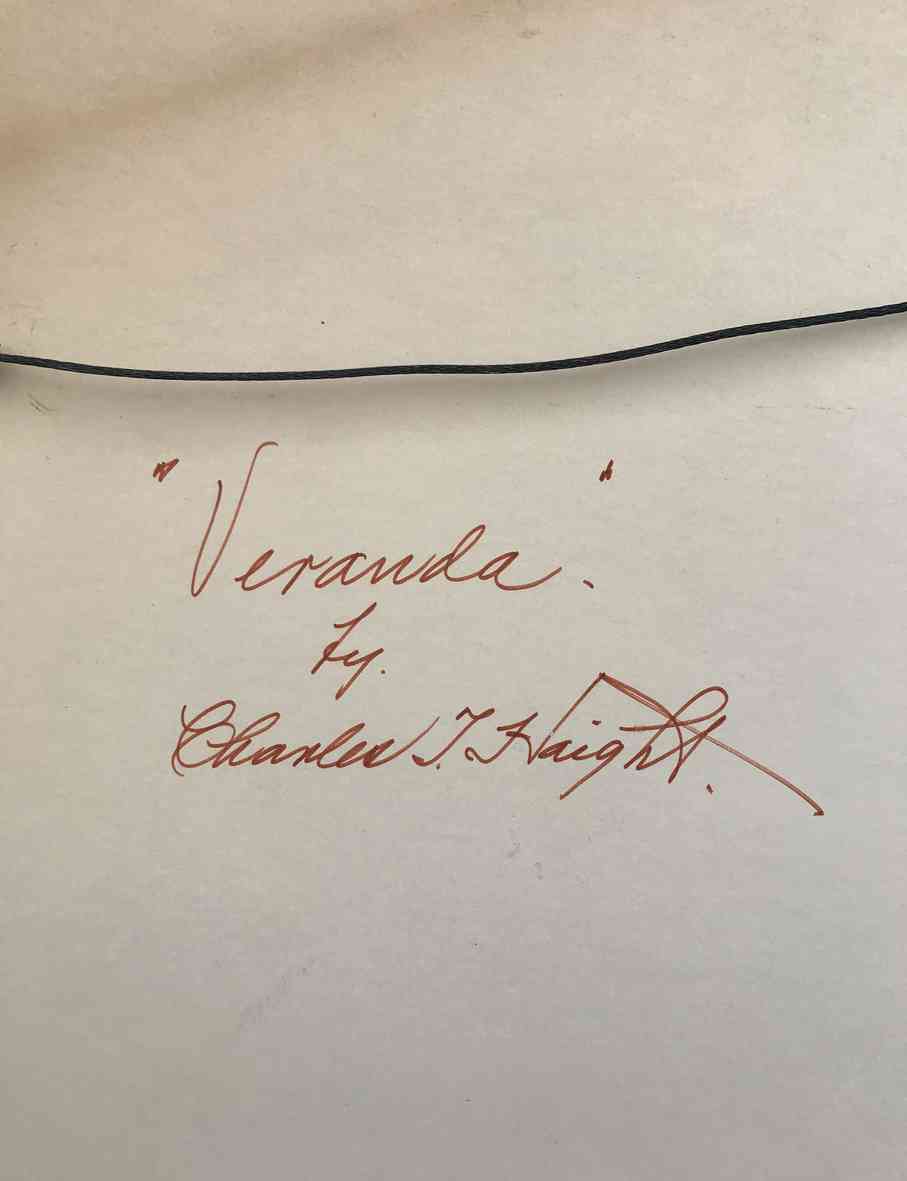 "Veranda."
by.
Charles T. Haight.